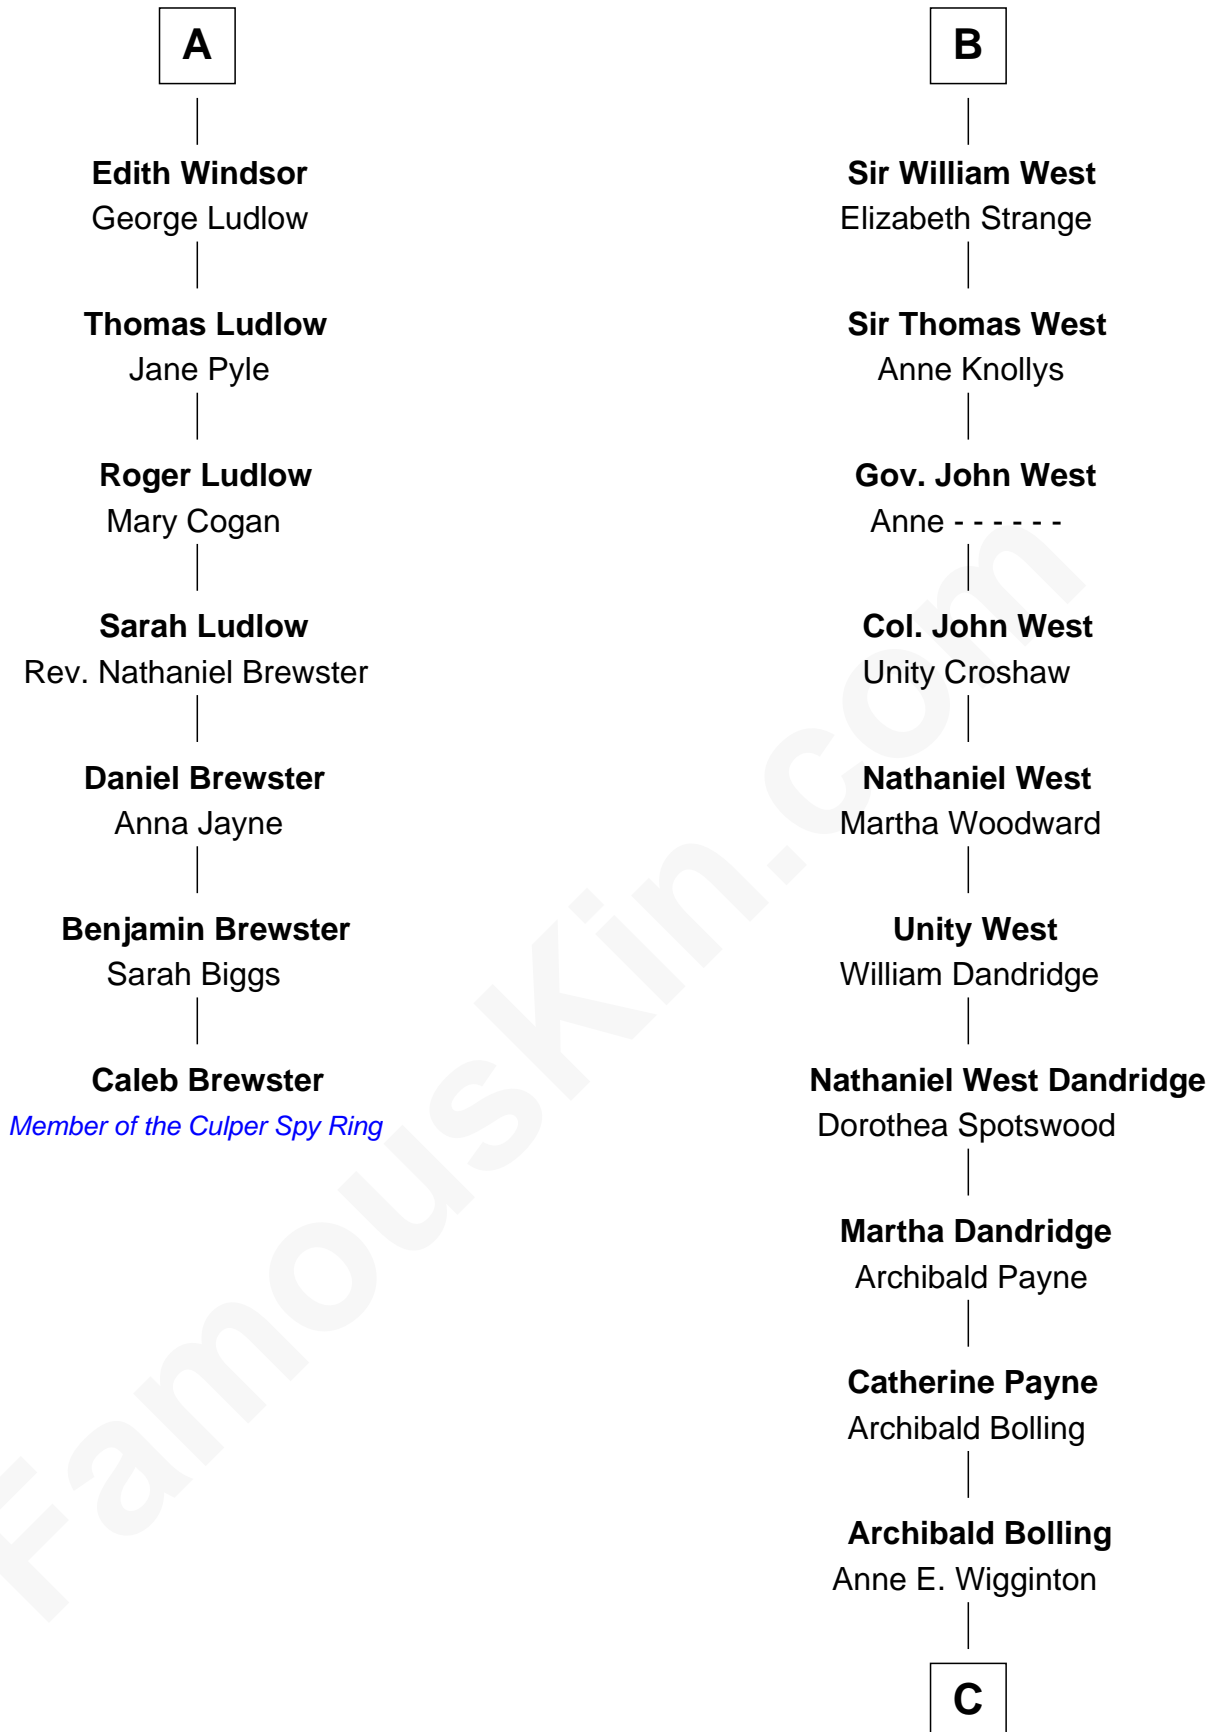 A
Edith Windsor
George Ludlow
Thomas Ludlow
Jane Pyle
Roger Ludlow
Mary Cogan
Sarah Ludlow
Rev. Nathaniel Brewster
Daniel Brewster
Anna Jayne
Benjamin Brewster
Sarah Biggs
Caleb Brewster
Member of the Culper Spy Ring
B
Sir William West
Elizabeth Strange
Sir Thomas West
Anne Knollys
Gov. John West
Anne - - - - - -
Col. John West
Unity Croshaw
Nathaniel West
Martha Woodward
Unity West
William Dandridge
Nathaniel West Dandridge
Dorothea Spotswood
Martha Dandridge
Archibald Payne
Catherine Payne
Archibald Bolling
Archibald Bolling
Anne E. Wigginton
C
FamousKin.com